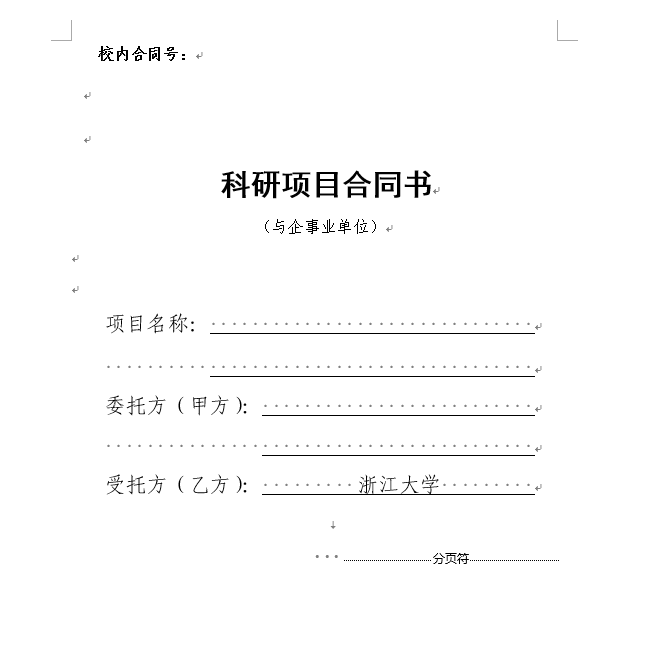 校内合同号：
科研项目合同书
（与企事业单位）
项目名称：
委托方（甲方）：
受托方（乙方）：浙江大学
分页符